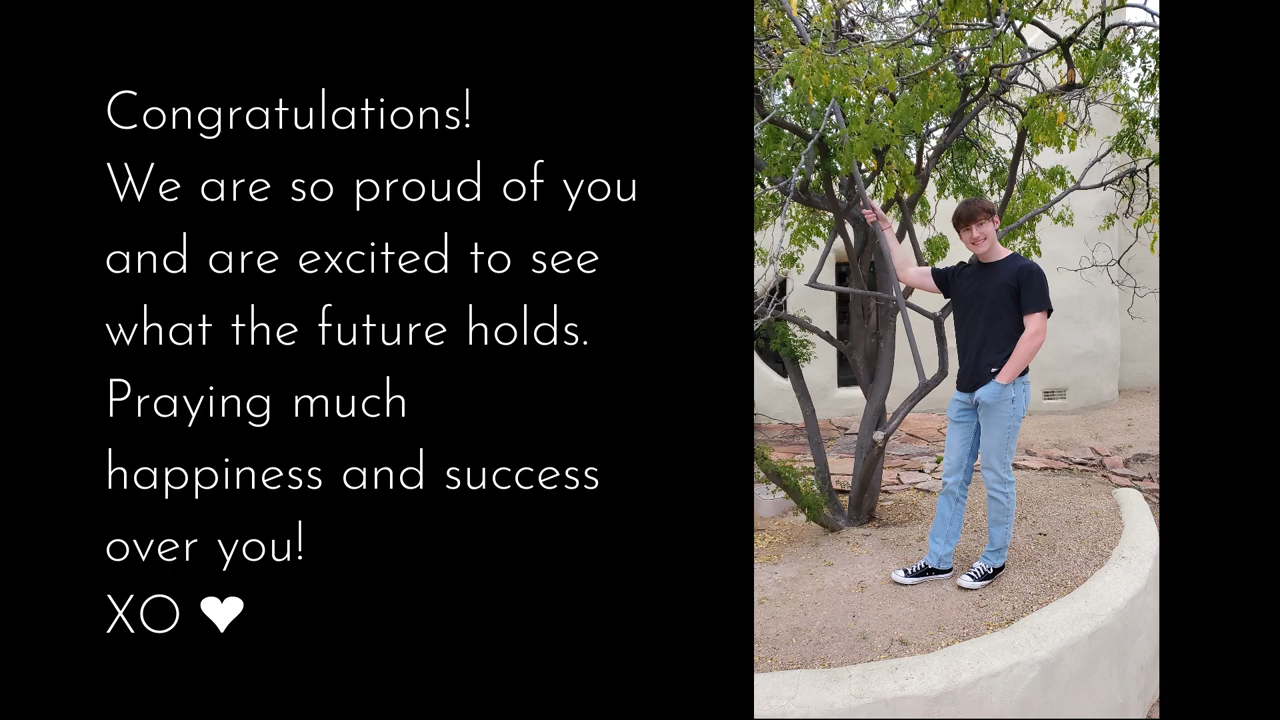 Congratulations!
We are so proud of you
and are excited to see
what the future holds.
Praying much
happiness and success
over you!
XO ♥